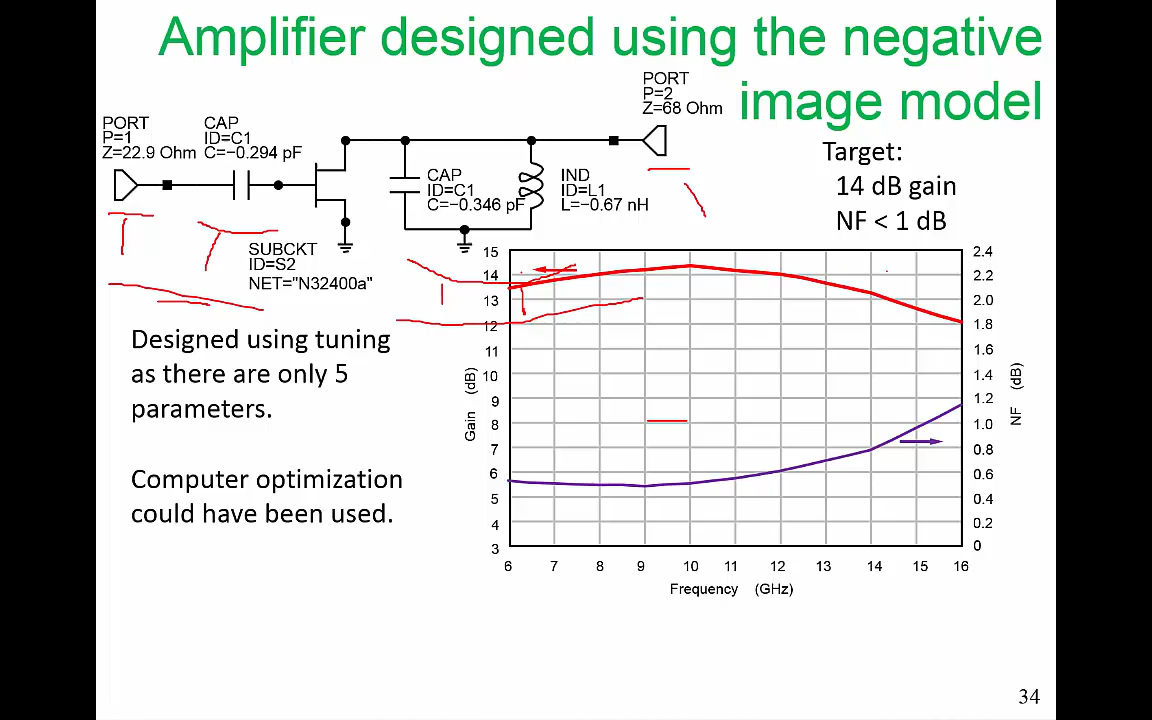 Amplifier designed using the negative
image model
PORT
P=1
Z=22.9 Ohm
CAP
ID=C1
C=−0.294 pF
PORT
P=2
Z=68 Ohm
CAP
ID=C1
C=−0.346 pF
IND
ID=L1
L=−0.67 nH
SUBCKT
ID=S2
NET="N32400a"
Target:
14 dB gain
NF < 1 dB
Designed using tuning
as there are only 5
parameters.
Computer optimization
could have been used.
Gain (dB)
15
14
13
12
11
10
9
8
7
6
5
4
3
2.4
2.2
2.0
1.8
1.6
1.4
1.2
1.0
0.8
0.6
0.4
0.2
0
NF (dB)
6 7 8 9 10 11 12 13 14 15 16
Frequency (GHz)
34